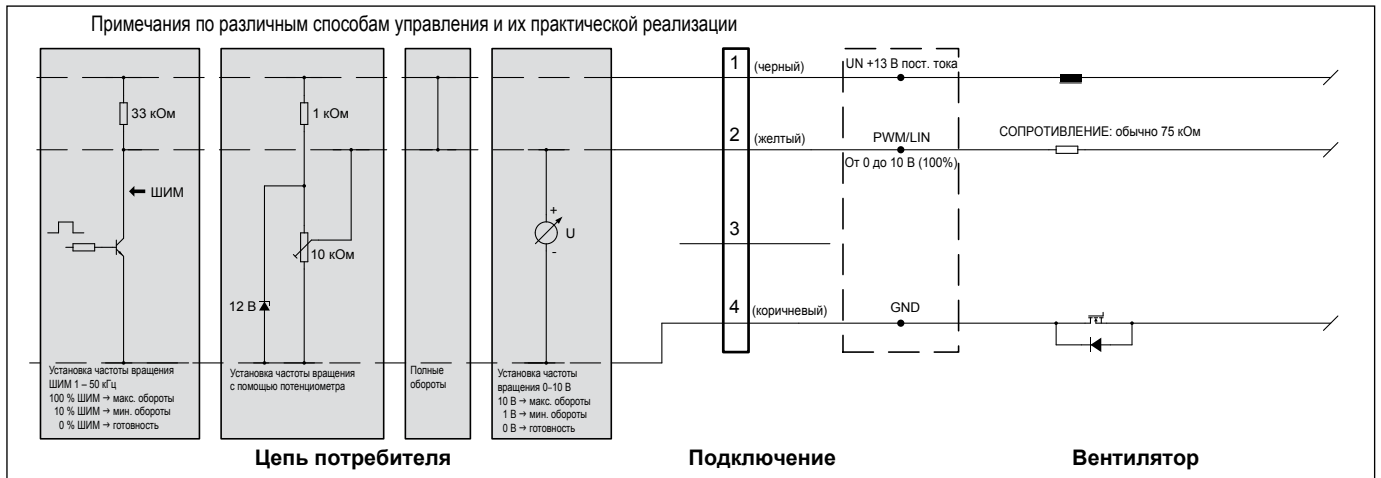 Примечания по различным способам управления и их практической реализации
33 кОм
ШИМ
Установка частоты вращения
ШИМ 1 – 50 кГц
100 % ШИМ → макс. обороты
10 % ШИМ → мин. обороты
0 % ШИМ → готовность
1 кОм
10 кОм
12 В
Установка частоты вращения
с помощью потенциометра
Полные
обороты
+
U
-
Установка частоты
вращения 0–10 В
10 В → макс. обороты
1 В → мин. обороты
0 В → готовность
1 (черный)
2 (желтый)
3
4 (коричневый)
UN +13 В пост. тока
PWM/LIN
От 0 до 10 В (100%)
GND
СОПРОТИВЛЕНИЕ: обычно 75 кОм
Цепь потребителя
Подключение
Вентилятор